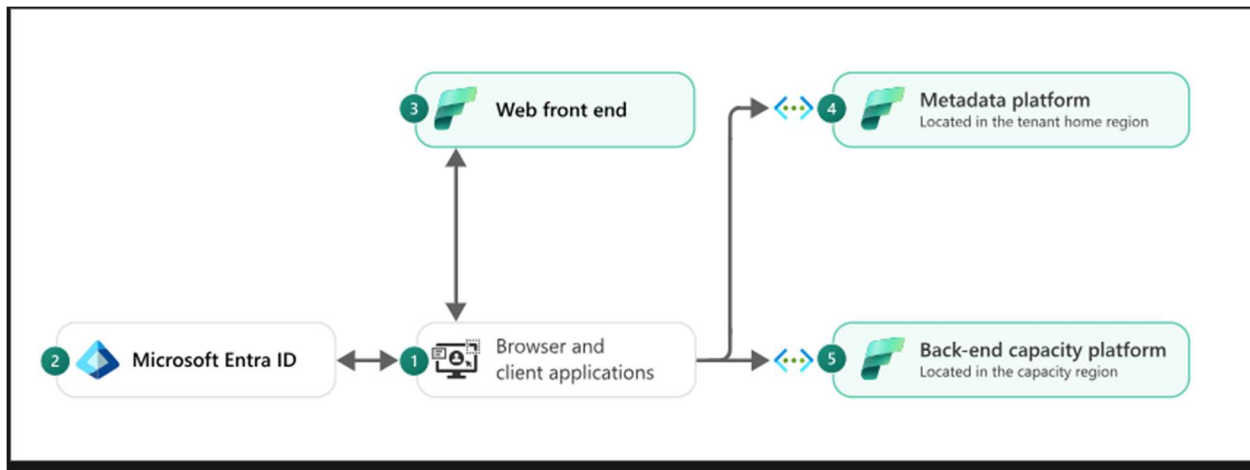 3
Web front end
4
Metadata platform
Located in the tenant home region
2
Microsoft Entra ID
1
Browser and
client applications
5
Back-end capacity platform
Located in the capacity region